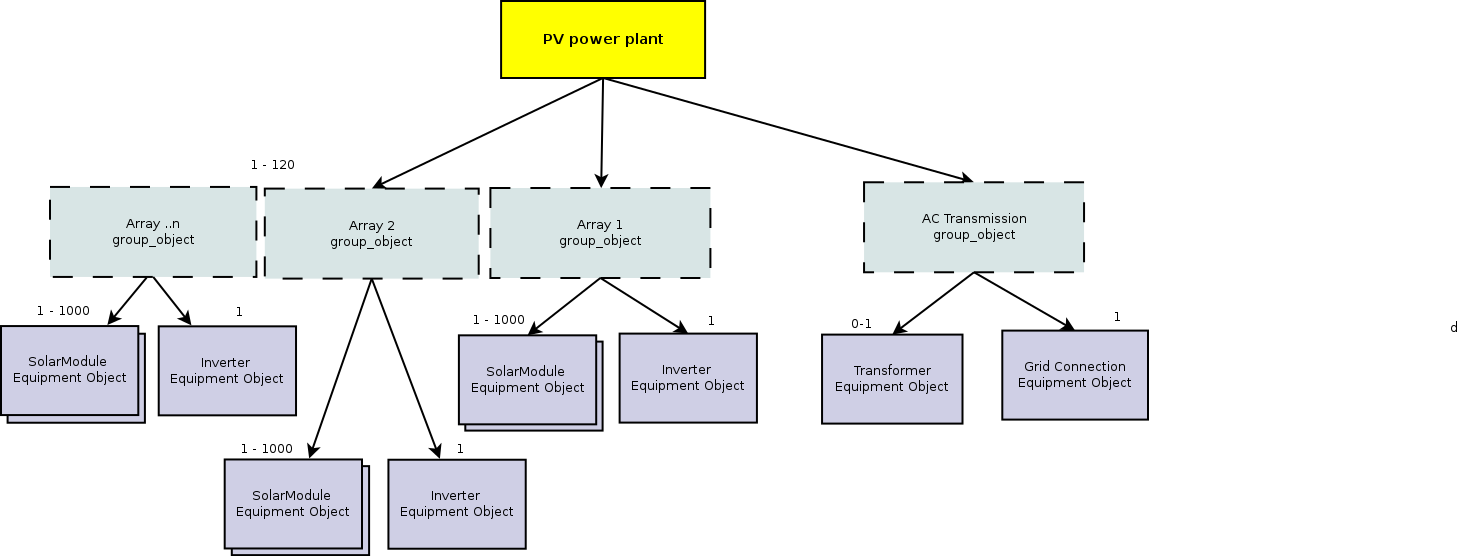 PV power plant
1 - 120
Array ..n
group_object
Array 2
group_object
Array 1
group_object
AC Transmission
group_object
1 - 1000
1
1 - 1000
1
0-1
1
d
SolarModule
Equipment Object
Inverter
Equipment Object
SolarModule
Equipment Object
Inverter
Equipment Object
Transformer
Equipment Object
Grid Connection
Equipment Object
1 - 1000
1
SolarModule
Equipment Object
Inverter
Equipment Object